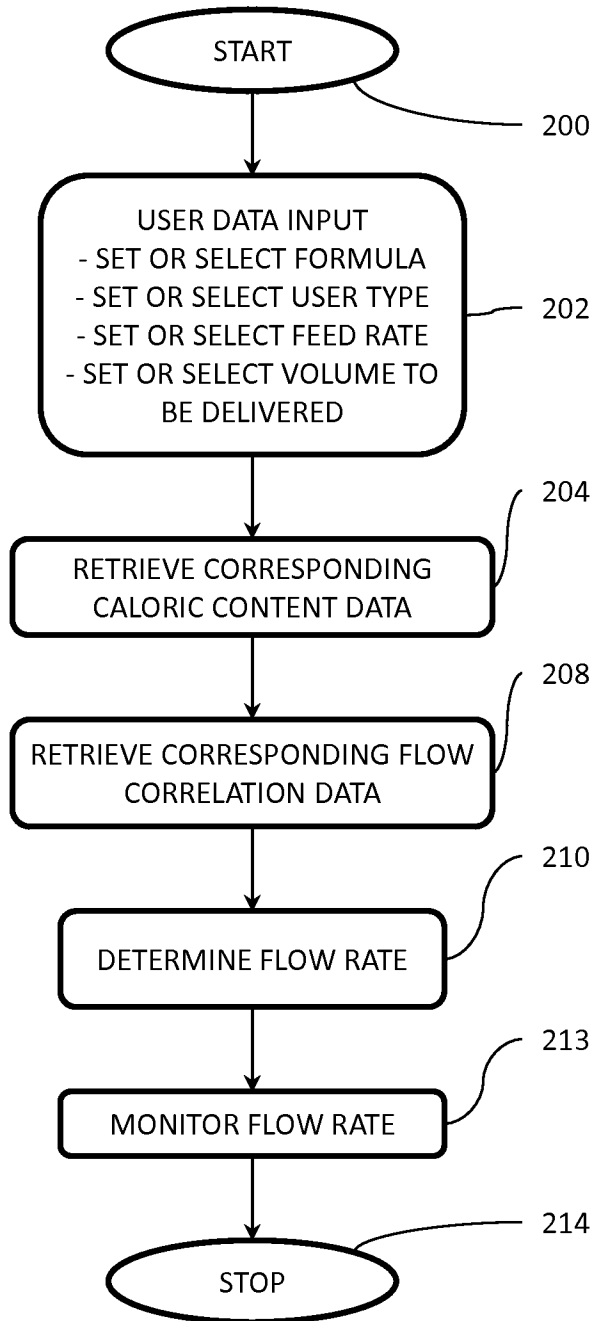 START
200
USER DATA INPUT
- SET OR SELECT FORMULA
- SET OR SELECT USER TYPE
- SET OR SELECT FEED RATE
- SET OR SELECT VOLUME TO
BE DELIVERED
202
204
RETRIEVE CORRESPONDING
CALORIC CONTENT DATA
208
RETRIEVE CORRESPONDING FLOW
CORRELATION DATA
210
DETERMINE FLOW RATE
213
MONITOR FLOW RATE
214
STOP